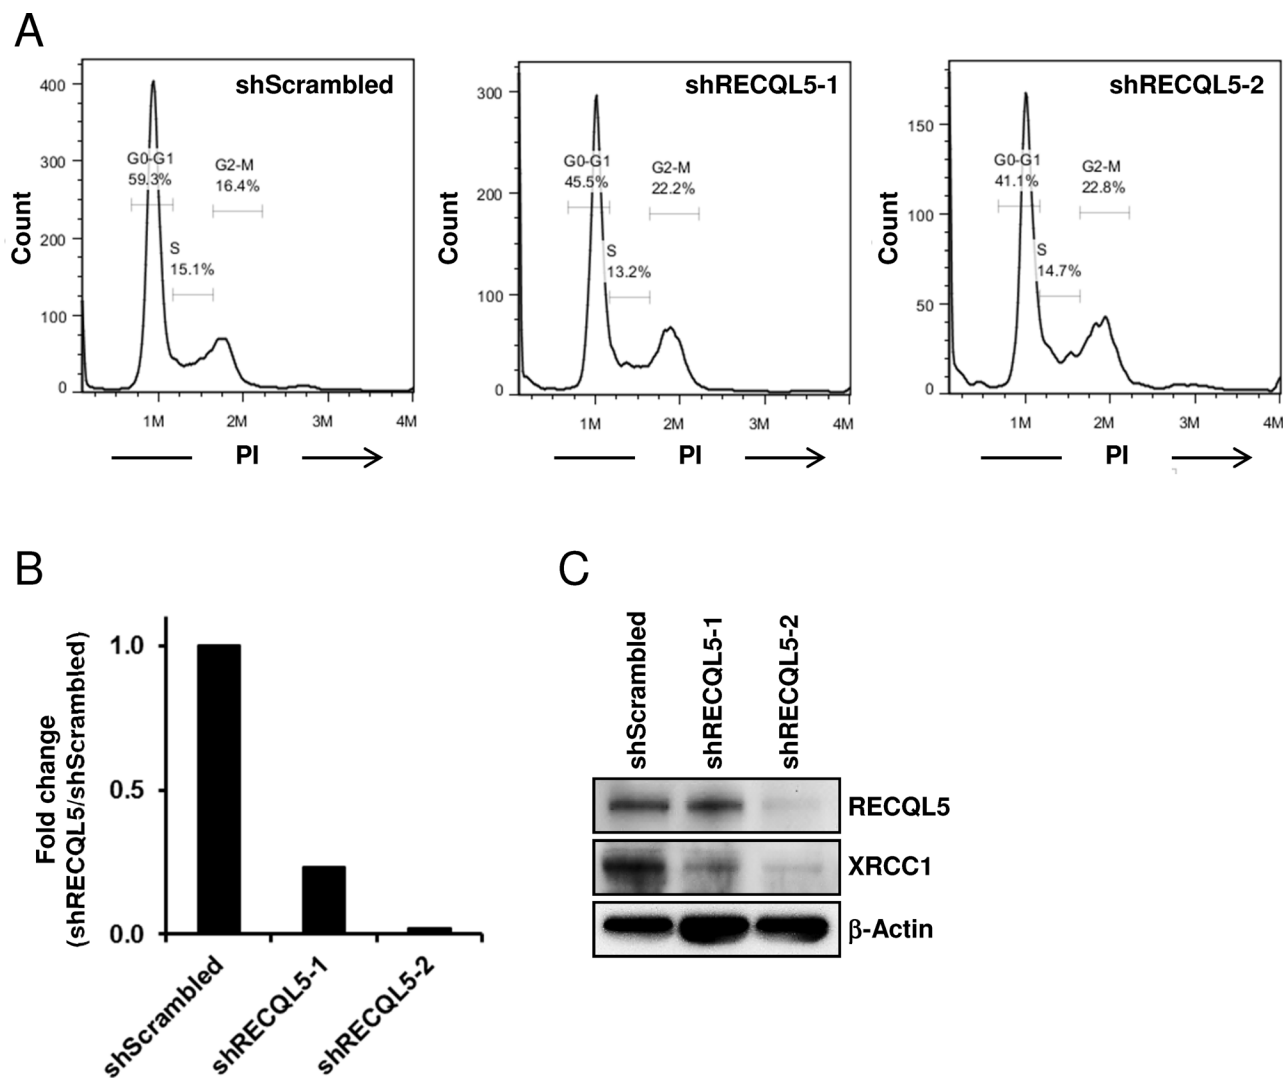 A
shScrambled
400
300
200
100
0
G0-G1
59.3%
G2-M
16.4%
S
15.1%
Count
1M
2M
3M
4M
PI
shRECQL5-1
300
200
100
0
G0-G1
45.5%
G2-M
22.2%
S
13.2%
Count
1M
2M
3M
4M
PI
shRECQL5-2
150
100
50
0
G0-G1
41.1%
G2-M
22.8%
S
14.7%
Count
1M
2M
3M
4M
PI
B
Fold change
(shRECQL5/shScrambled)
1.0
0.5
0.0
shScrambled
shRECQL5-1
shRECQL5-2
C
shScrambled
shRECQL5-1
shRECQL5-2
RECQL5
XRCC1
β-Actin